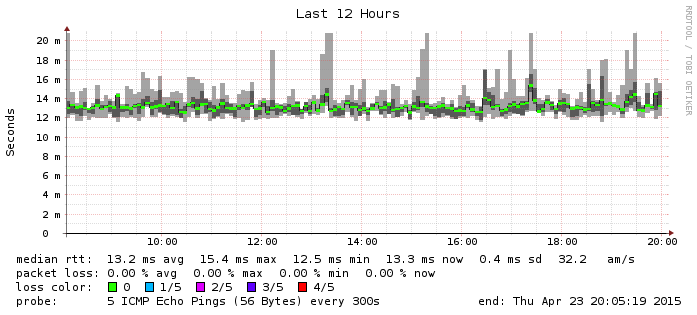 Last 12 Hours
RRDTOOL / TOBI OETIKER
Seconds
20 m
18 m
16 m
14 m
12 m
10 m
8 m
6 m
4 m
2 m
0
10:00 12:00 14:00 16:00 18:00 20:00
median rtt: 13.2 ms avg 15.4 ms max 12.5 ms min 13.3 ms now 0.4 ms sd 32.2 am/s
packet loss: 0.00 % avg 0.00 % max 0.00 % min 0.00 % now
loss color: 0 1/5 2/5 3/5 4/5
probe: 5 ICMP Echo Pings (56 Bytes) every 300s end: Thu Apr 23 20:05:19 2015